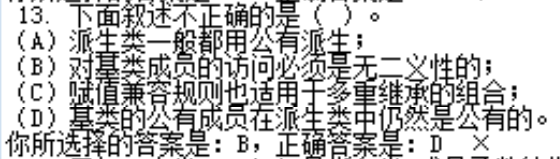 13. 下面叙述不正确的是（ ）。
(A) 派生类一般都用公有派生；
(B) 对基类成员的访问必须是无二义性的；
(C) 赋值兼容规则也适用于多重继承的组合；
(D) 基类的公有成员在派生类中仍然是公有的。
你所选择的答案是：B，正确答案是：D ×